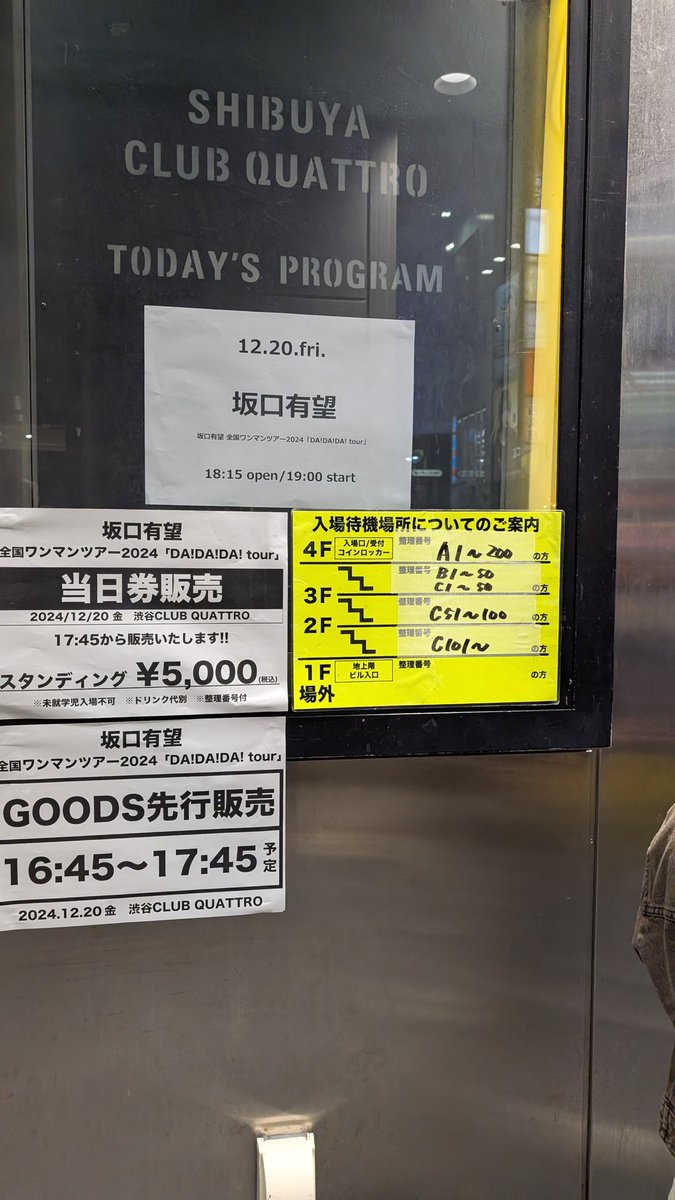 SHIBUYA
CLUB QUATTRO
TODAY'S PROGRAM
12.20.fri.
坂口有望
坂口有望 全国ワンマンツアー2024「DA!DA!DA! tour」
18:15 open/19:00 start
坂口有望
全国ワンマンツアー2024「DA!DA!DA! tour」
当日券販売
2024/12/20 金 渋谷CLUB QUATTRO
17:45から販売いたします!!
スタンディング ¥5,000(税込)
※未就学児入場不可 ※ドリンク代別 ※整理番号付
入場待機場所についてのご案内
4F 入場口/受付 コインロッカー 整理番号 A1〜200 の方
整理番号 B1〜50
C1〜50 の方
3F
整理番号 C51〜100 の方
2F
整理番号 C101〜 の方
1F 地上階 ビル入口 整理番号 の方
場外
坂口有望
全国ワンマンツアー2024「DA!DA!DA! tour」
GOODS先行販売
16:45〜17:45 予定
2024.12.20 金 渋谷CLUB QUATTRO